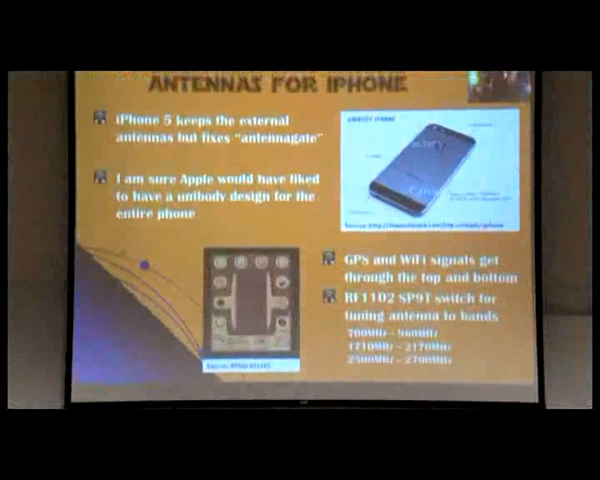 ANTENNAS FOR IPHONE
iPhone 5 keeps the external
antennas but fixes "antennagate"
I am sure Apple would have liked
to have a unibody design for the
entire phone
UNIBODY IPHONE
GPS and WiFi signals get
through the top and bottom
RF1102 SP9T switch for
tuning antenna to bands
700MHz - 960MHz
1710MHz - 2170MHz
2500MHz - 2700MHz